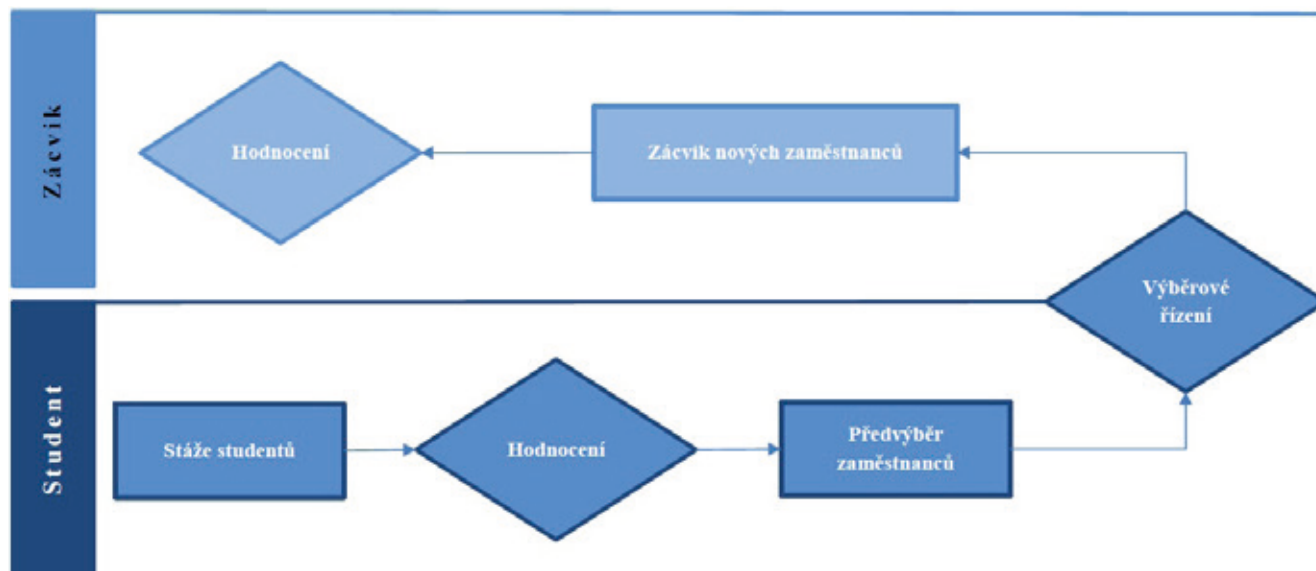 Zácvik
Hodnocení
Zácvik nových zaměstnanců
Výběrové
řízení
Student
Stáže studentů
Hodnocení
Předvýběr
zaměstnanců